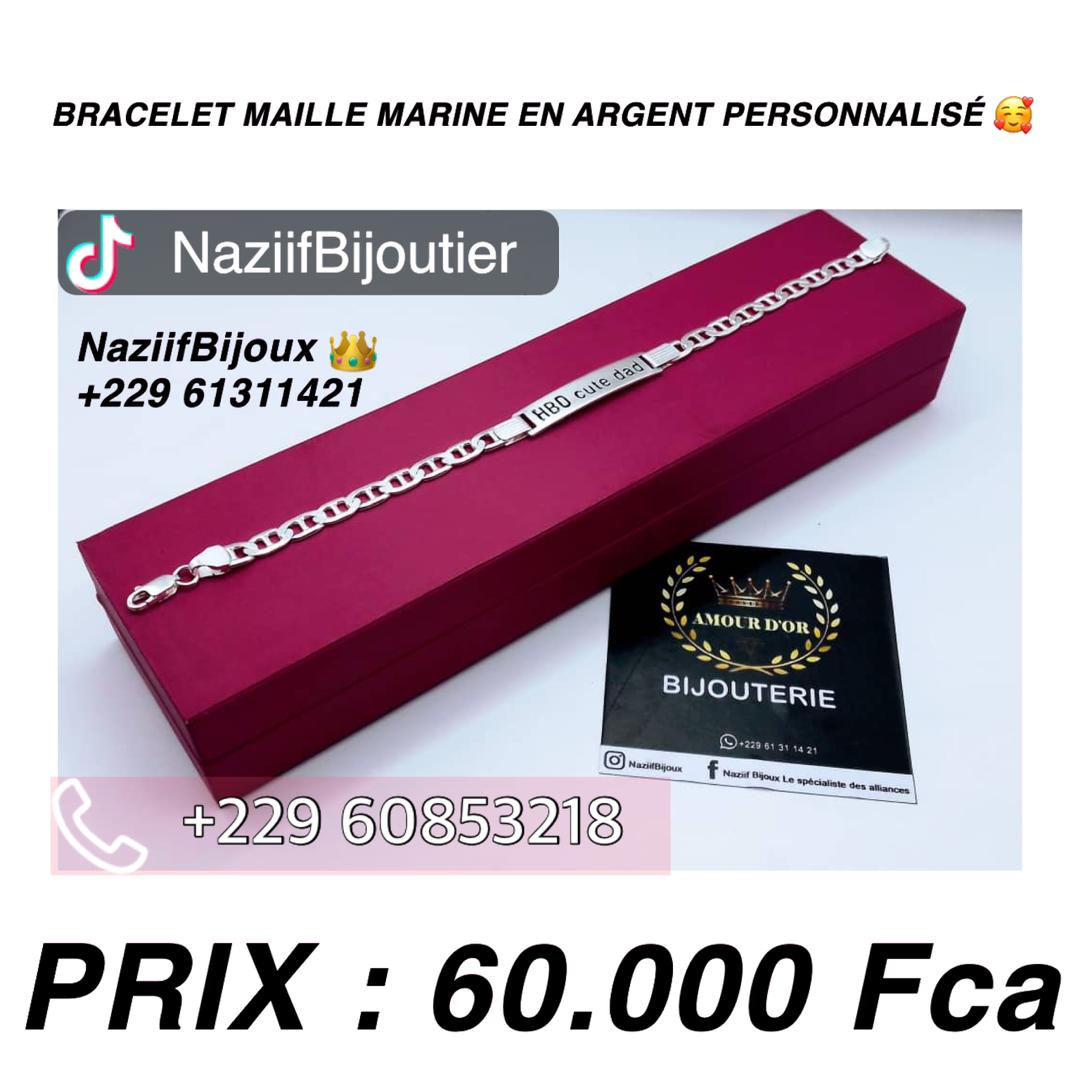 BRACELET MAILLE MARINE EN ARGENT PERSONNALISÉ 🥰
NaziifBijoutier
NaziifBijoux 👑
+229 61311421
HBD cute dad
AMOUR D'OR
BIJOUTERIE
+229 61 31 14 21
NaziifBijoux
Naziif Bijoux Le spécialiste des alliances
+229 60853218
PRIX : 60.000 Fca